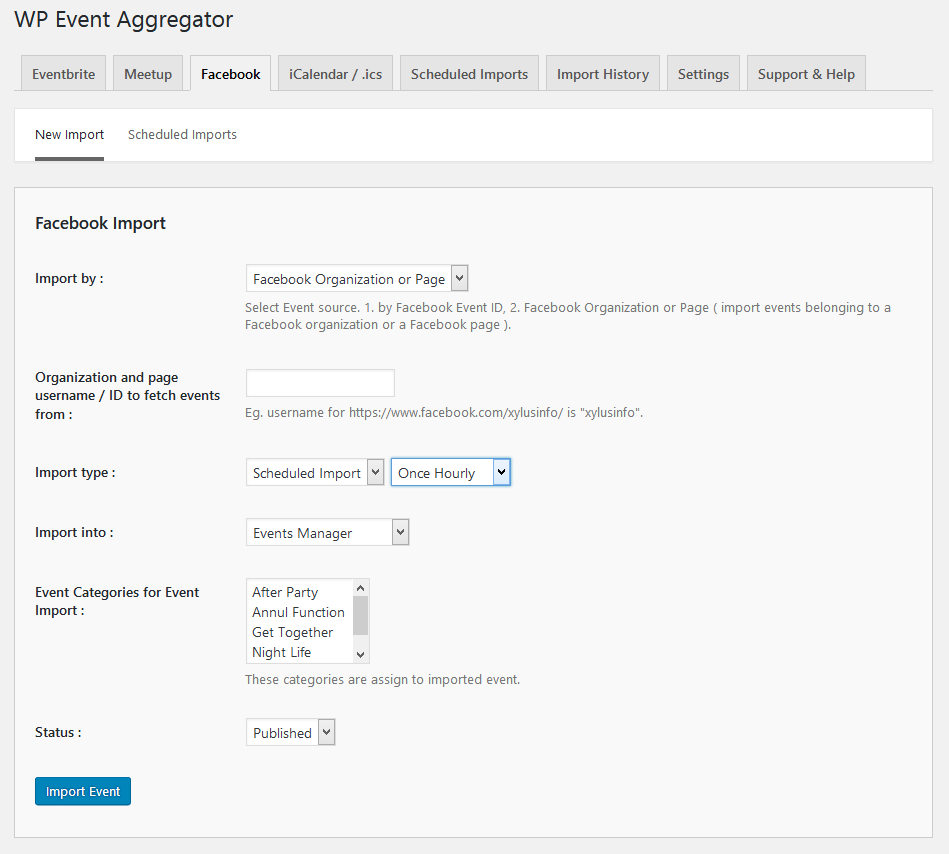 WP Event Aggregator
Eventbrite Meetup Facebook iCalendar / .ics Scheduled Imports Import History Settings Support & Help
New Import Scheduled Imports
Facebook Import
Import by : Facebook Organization or Page
Select Event source. 1. by Facebook Event ID, 2. Facebook Organization or Page ( import events belonging to a
Facebook organization or a Facebook page ).
Organization and page
username / ID to fetch events
from :
Eg. username for https://www.facebook.com/xylusinfo/ is "xylusinfo".
Import type : Scheduled Import Once Hourly
Import into : Events Manager
Event Categories for Event
Import :
After Party
Annul Function
Get Together
Night Life
These categories are assign to imported event.
Status : Published
Import Event